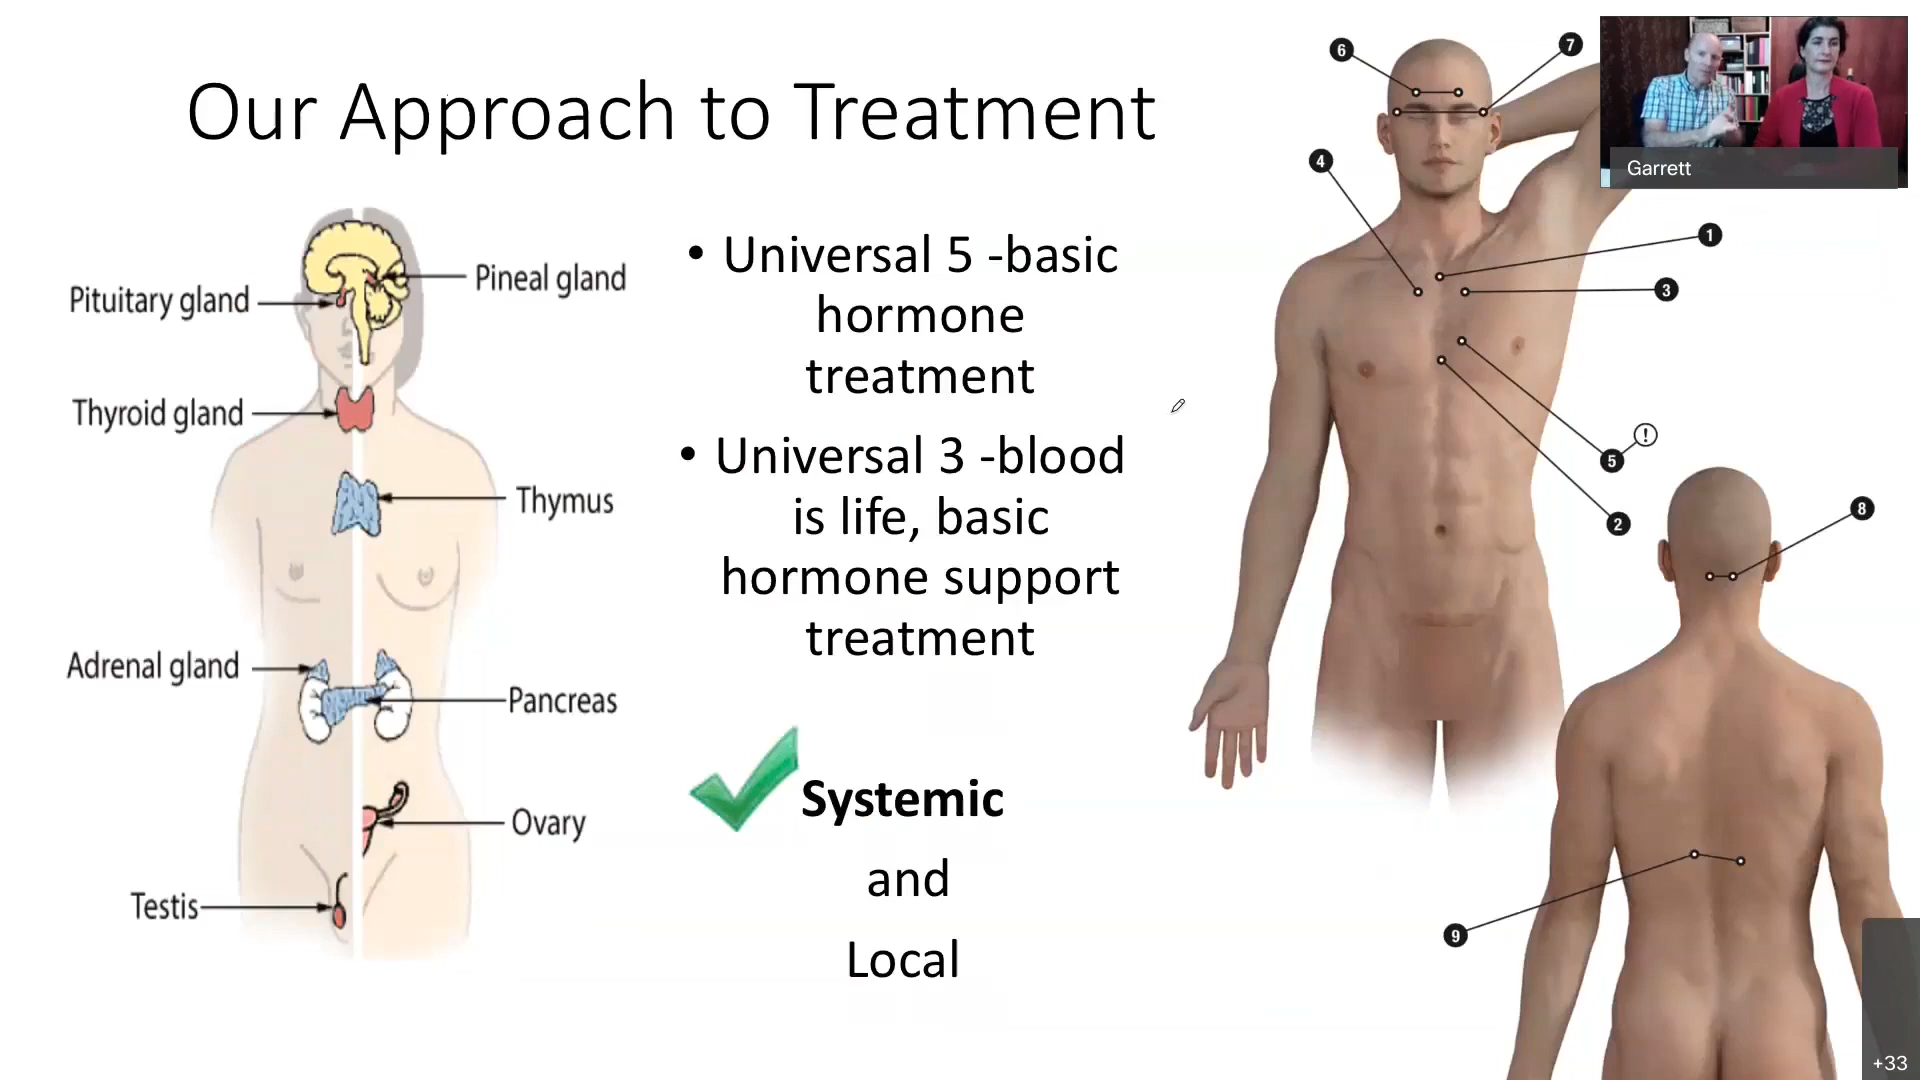 Our Approach to Treatment
Pineal gland
Pituitary gland
Thyroid gland
Thymus
Adrenal gland
Pancreas
Ovary
Testis
• Universal 5 -basic
hormone
treatment
• Universal 3 -blood
is life, basic
hormone support
treatment
Systemic
and
Local
6
7
4
1
3
!
5
2
8
9
Garrett
+33